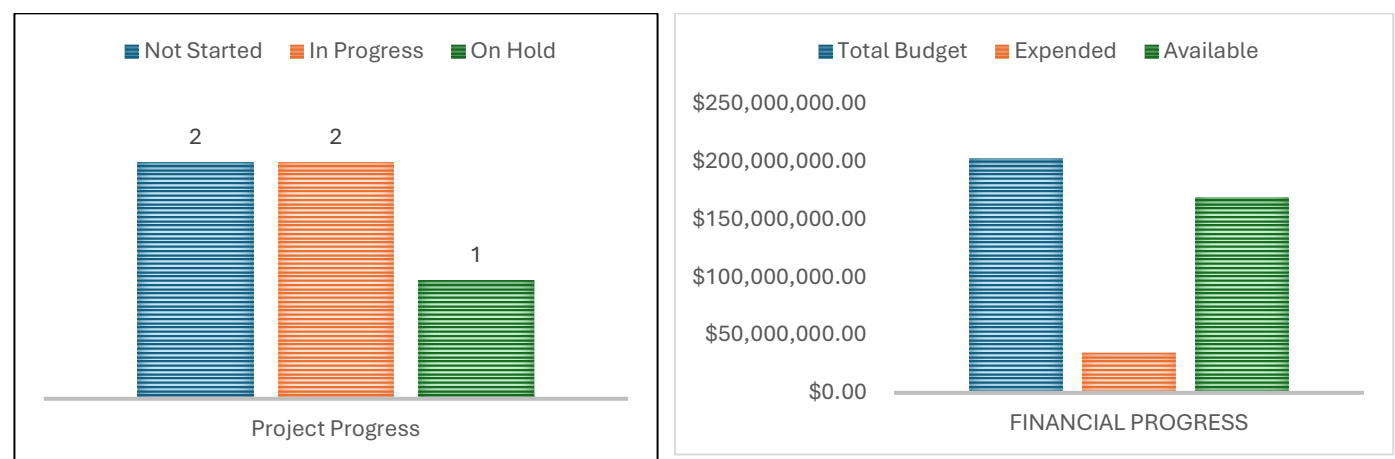 Not Started In Progress On Hold
2 2
1
Project Progress
Total Budget Expended Available
$250,000,000.00
$200,000,000.00
$150,000,000.00
$100,000,000.00
$50,000,000.00
$0.00
FINANCIAL PROGRESS